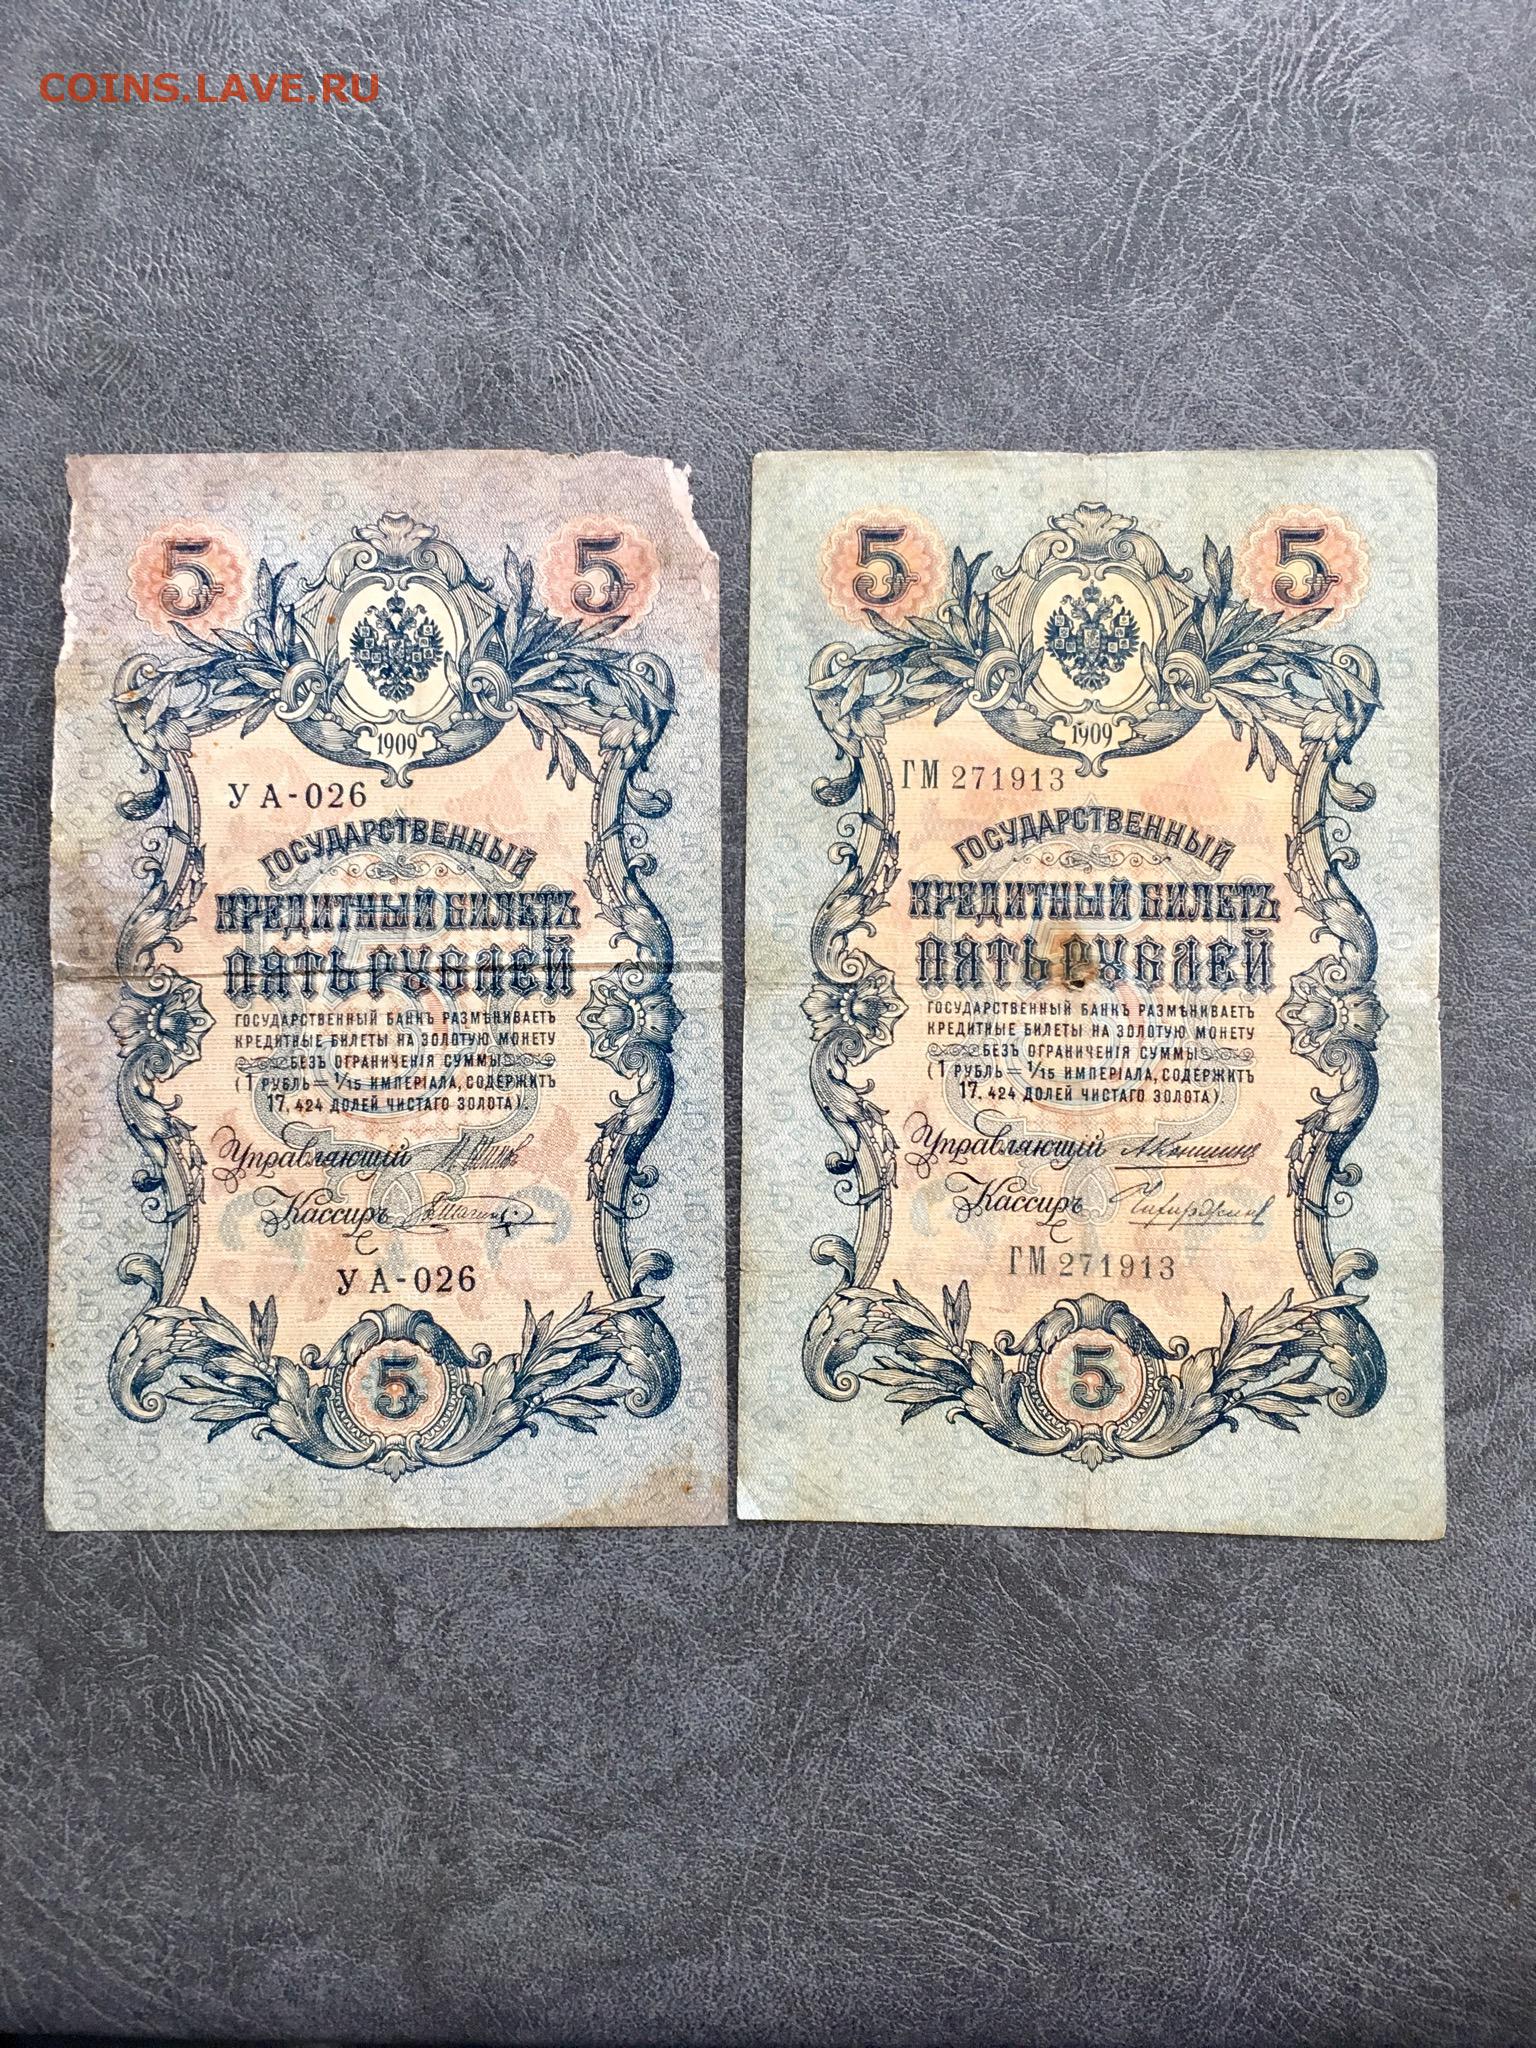 COINS.LAVE.RU
5 5
1909
УА-026
ГОСУДАРСТВЕННЫЙ
КРЕДИТНЫЙ БИЛЕТЪ
ПЯТЬ РУБЛЕЙ
ГОСУДАРСТВЕННЫЙ БАНКЪ РАЗМѢНИВАЕТЪ
КРЕДИТНЫЕ БИЛЕТЫ НА ЗОЛОТУЮ МОНЕТУ
БЕЗЪ ОГРАНИЧЕНІЯ СУММЫ
(1 РУБЛЬ = 1/15 ИМПЕРІАЛА, СОДЕРЖИТЪ
17,424 ДОЛЕЙ ЧИСТАГО ЗОЛОТА).
Управляющий
Кассиръ
УА-026
5
5 5
1909
ГМ 271913
ГОСУДАРСТВЕННЫЙ
КРЕДИТНЫЙ БИЛЕТЪ
ПЯТЬ РУБЛЕЙ
ГОСУДАРСТВЕННЫЙ БАНКЪ РАЗМѢНИВАЕТЪ
КРЕДИТНЫЕ БИЛЕТЫ НА ЗОЛОТУЮ МОНЕТУ
БЕЗЪ ОГРАНИЧЕНІЯ СУММЫ
(1 РУБЛЬ = 1/15 ИМПЕРІАЛА, СОДЕРЖИТЪ
17,424 ДОЛЕЙ ЧИСТАГО ЗОЛОТА).
Управляющий АКоншинъ
Кассиръ
ГМ 271913
5